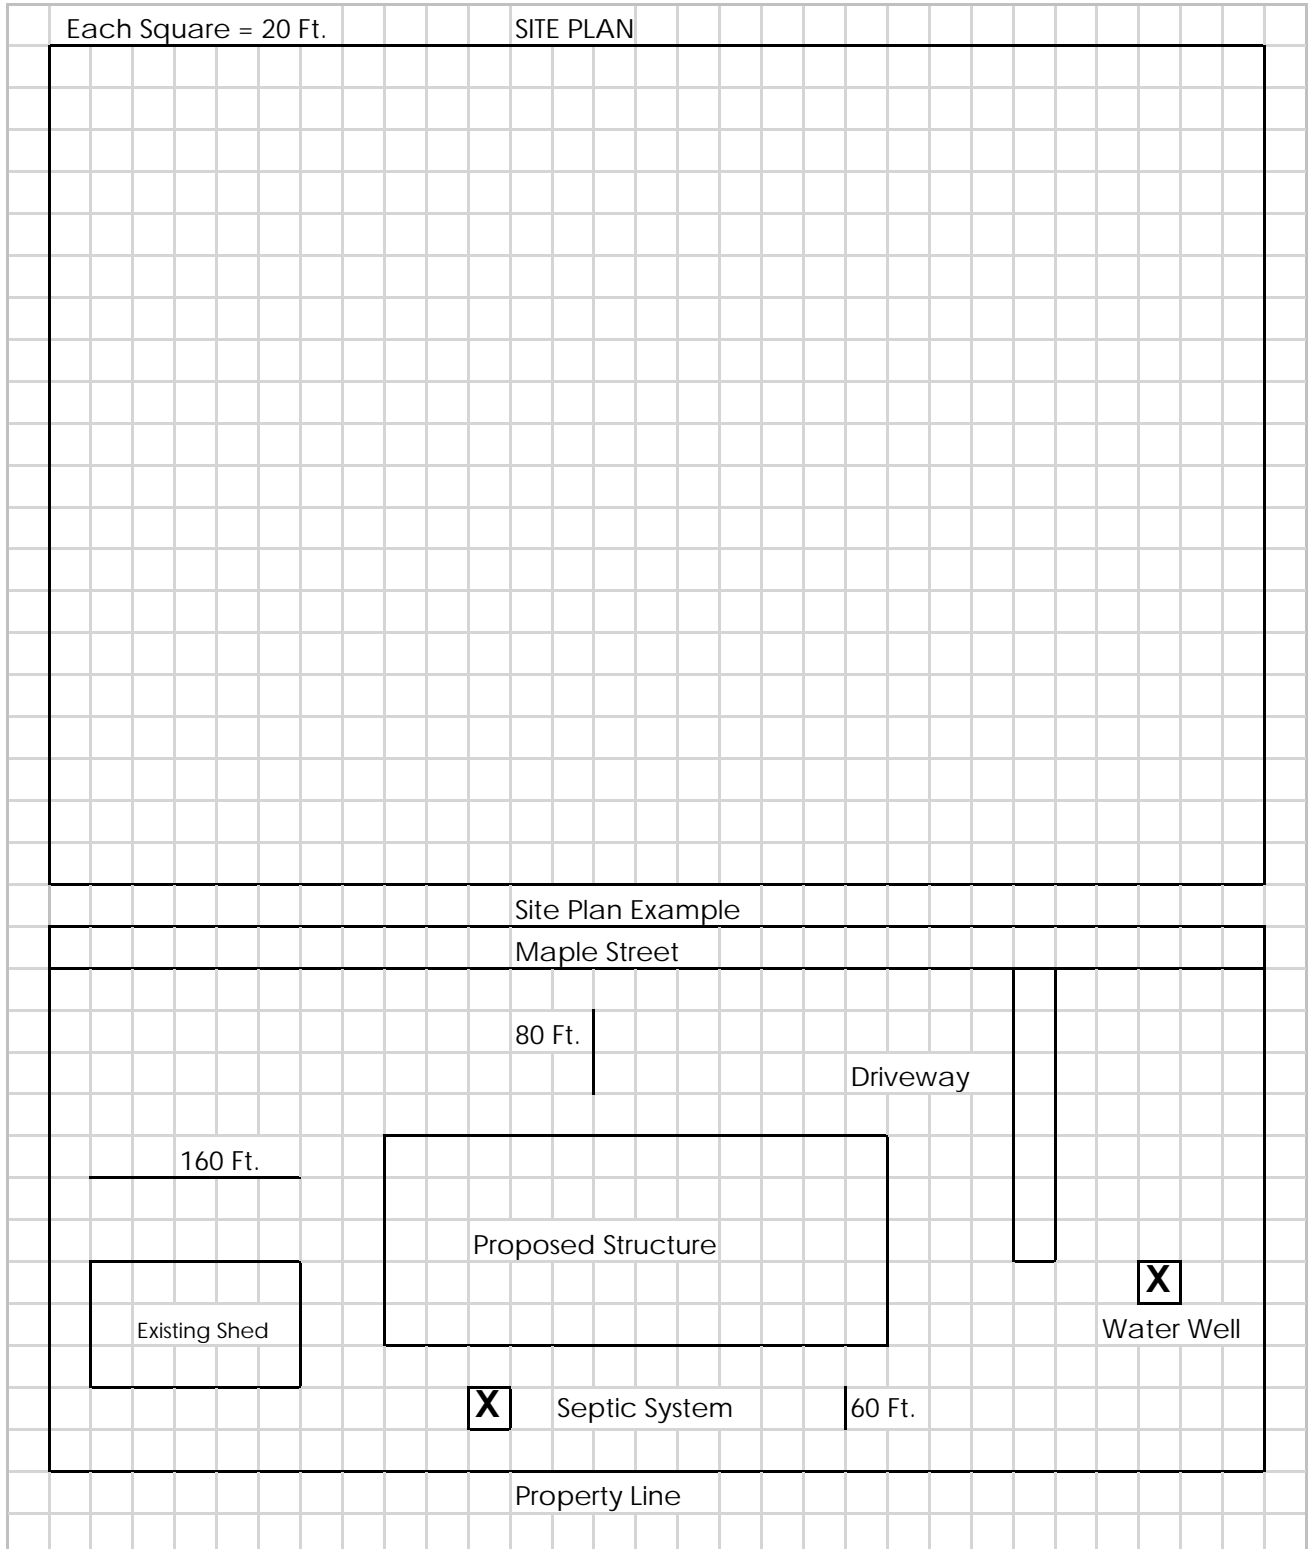 Each Square = 20 Ft. SITE PLAN
Site Plan Example
Maple Street
80 Ft.
Driveway
160 Ft.
Proposed Structure
X
Existing Shed
Water Well
X Septic System 60 Ft.
Property Line